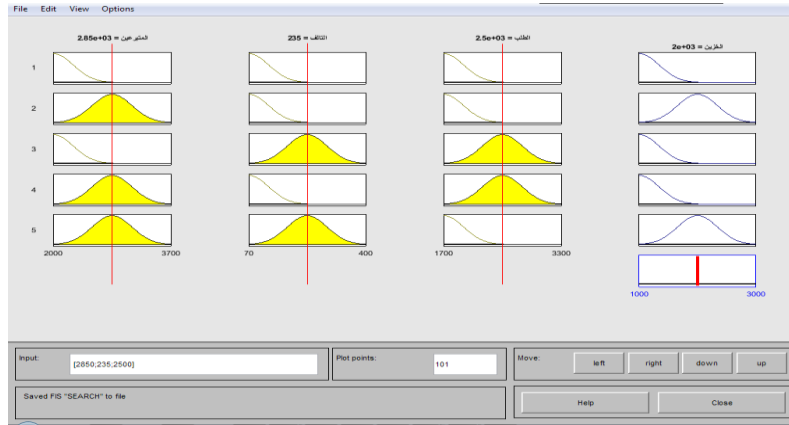 File Edit View Options
المتبرعين = 2.85e+03
التالف = 235
الطلب = 2.5e+03
الخزين = 2e+03
1
2
3
4
5
2000 3700
70 400
1700 3300
1000 3000
Input: [2850;235;2500]
Plot points: 101
Move: left right down up
Saved FIS "SEARCH" to file
Help Close